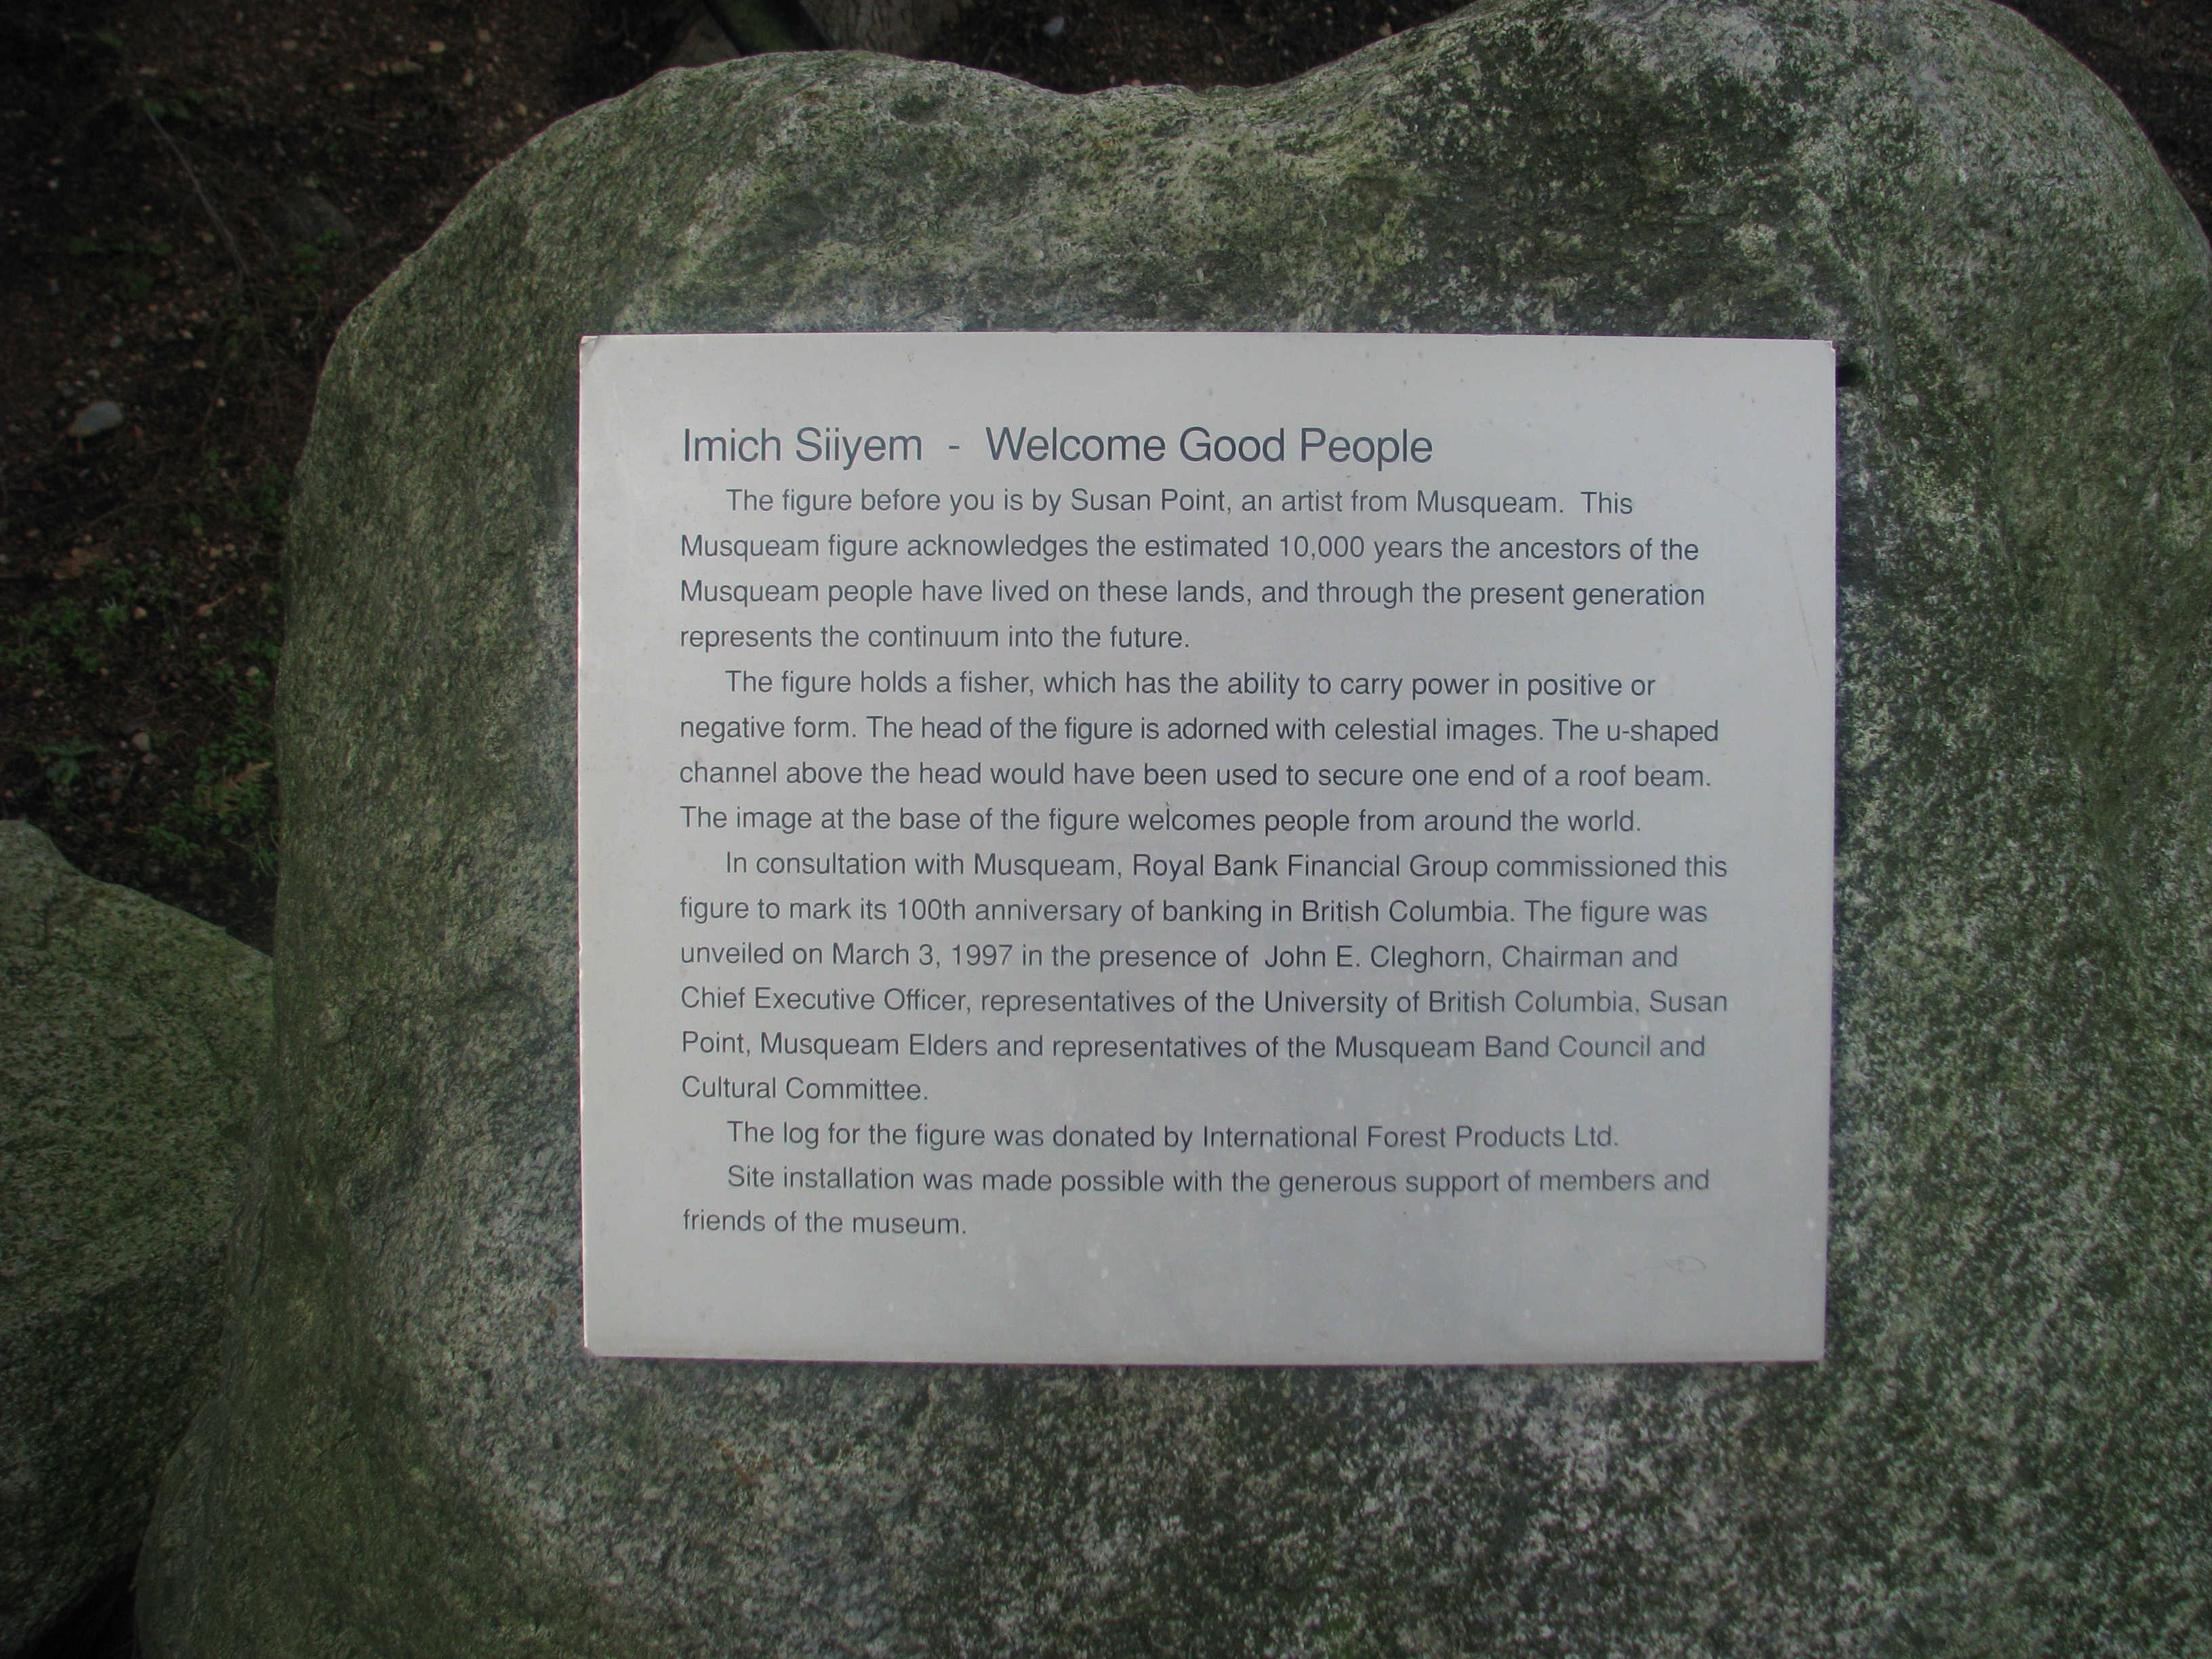 Imich Siiyem - Welcome Good People
The figure before you is by Susan Point, an artist from Musqueam. This
Musqueam figure acknowledges the estimated 10,000 years the ancestors of the
Musqueam people have lived on these lands, and through the present generation
represents the continuum into the future.
The figure holds a fisher, which has the ability to carry power in positive or
negative form. The head of the figure is adorned with celestial images. The u-shaped
channel above the head would have been used to secure one end of a roof beam.
The image at the base of the figure welcomes people from around the world.
In consultation with Musqueam, Royal Bank Financial Group commissioned this
figure to mark its 100th anniversary of banking in British Columbia. The figure was
unveiled on March 3, 1997 in the presence of John E. Cleghorn, Chairman and
Chief Executive Officer, representatives of the University of British Columbia, Susan
Point, Musqueam Elders and representatives of the Musqueam Band Council and
Cultural Committee.
The log for the figure was donated by International Forest Products Ltd.
Site installation was made possible with the generous support of members and
friends of the museum.